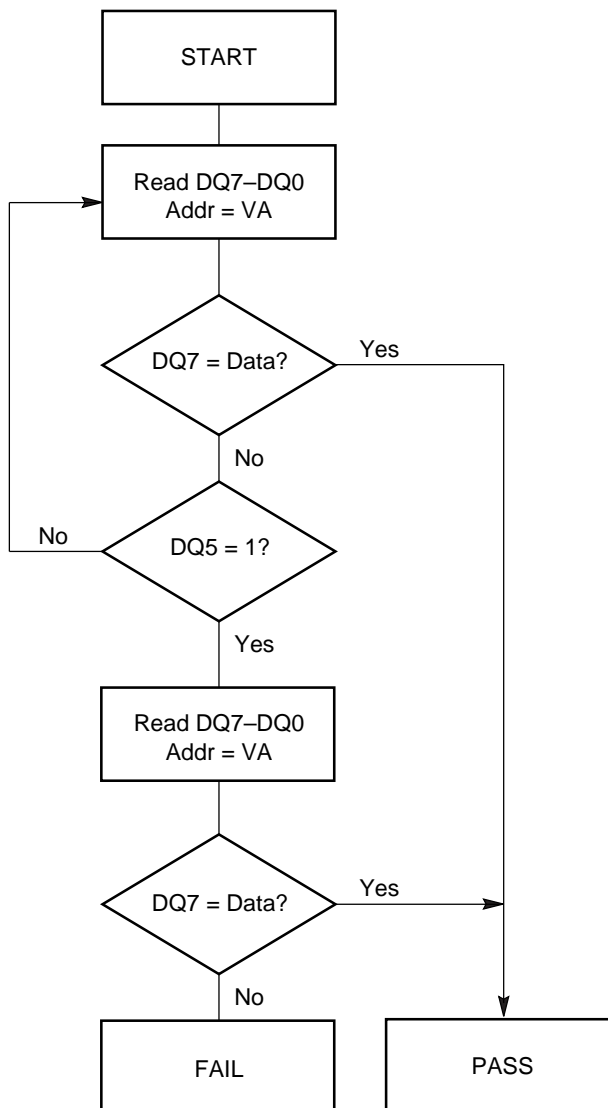 START
Read DQ7–DQ0
Addr = VA
DQ7 = Data?
Yes
No
No
DQ5 = 1?
Yes
Read DQ7–DQ0
Addr = VA
DQ7 = Data?
Yes
No
FAIL
PASS